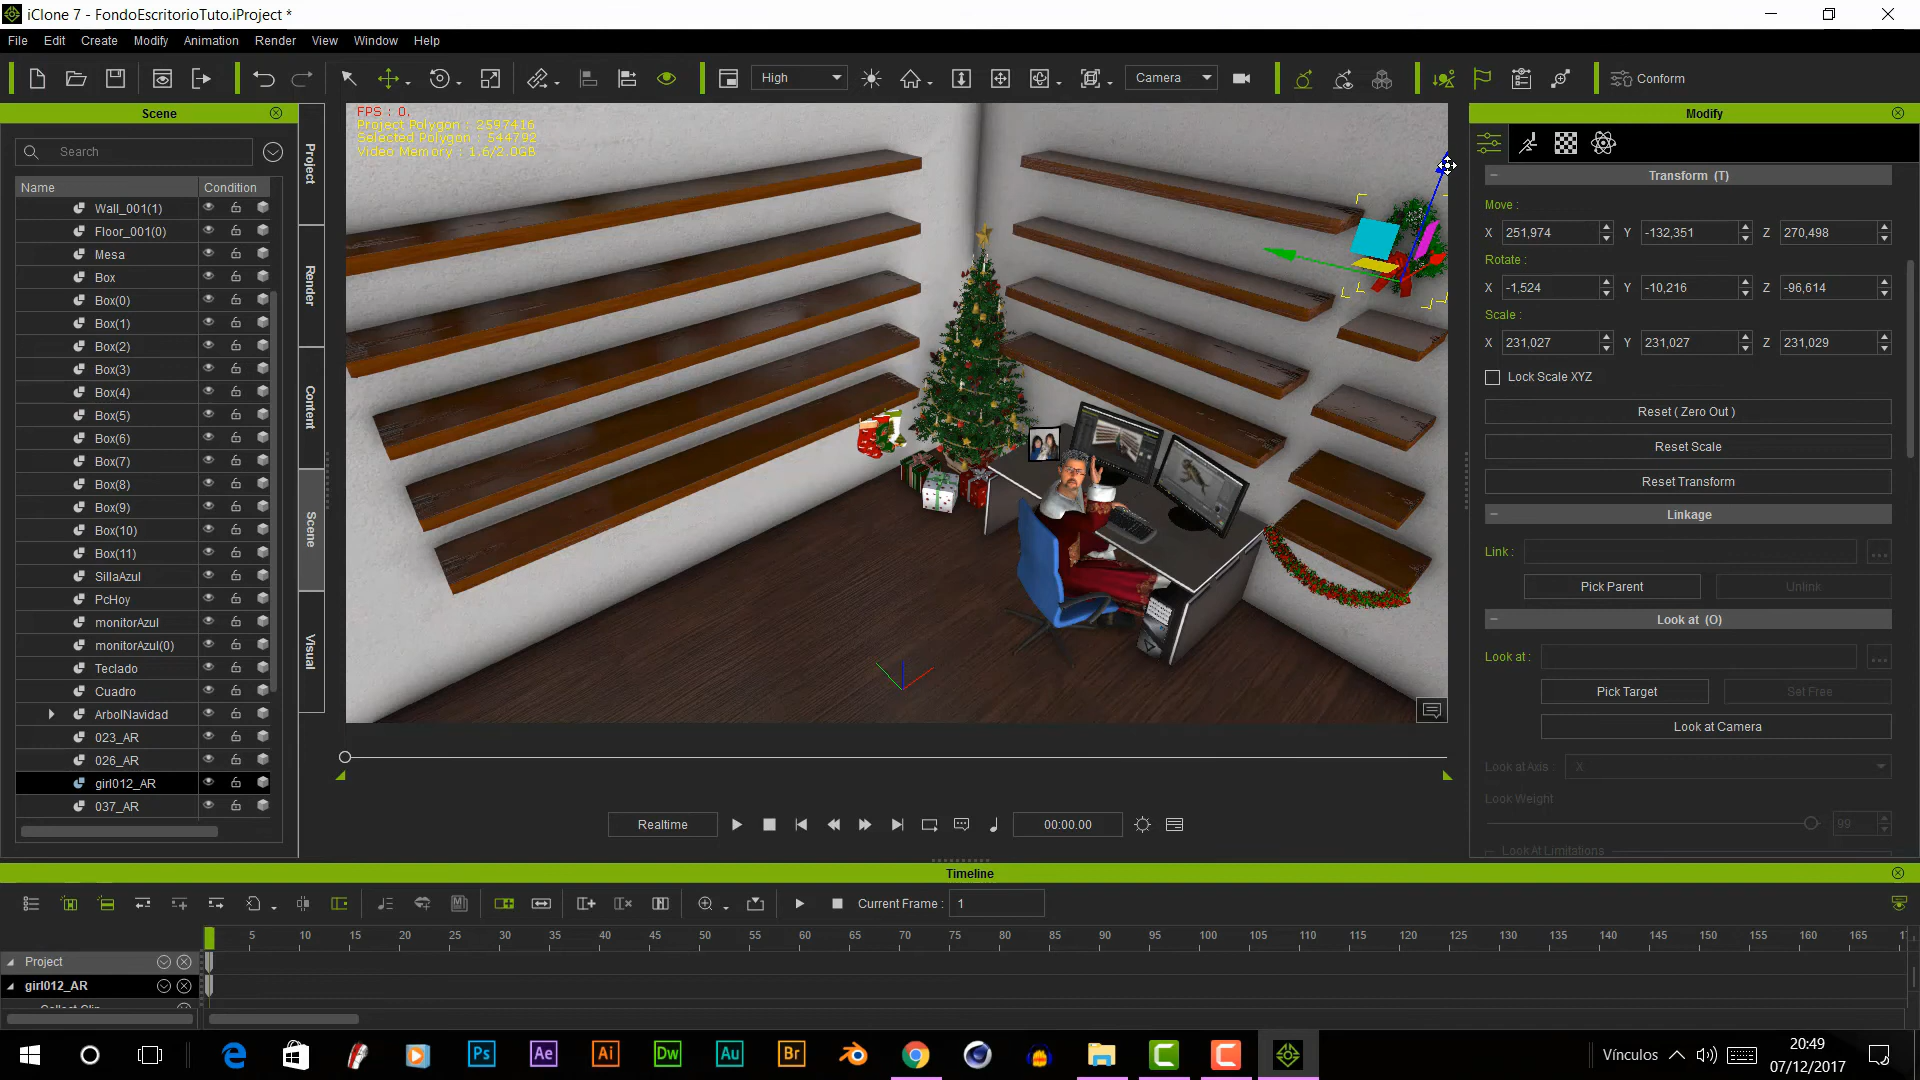 iClone 7 - FondoEscritorioTuto.iProject *
File Edit Create Modify Animation Render View Window Help
High
Camera
Conform
Scene
Search
Name Condition
Wall_001(1)
Floor_001(0)
Mesa
Box
Box(0)
Box(1)
Box(2)
Box(3)
Box(4)
Box(5)
Box(6)
Box(7)
Box(8)
Box(9)
Box(10)
Box(11)
SillaAzul
PcHoy
monitorAzul
monitorAzul(0)
Teclado
Cuadro
ArbolNavidad
023_AR
026_AR
girl012_AR
037_AR
Project
Render
Content
Scene
Visual
FPS : 0.
Project Polygon : 2597416
Selected Polygon : 544792
Video Memory : 1.6/2.0GB
Realtime
00:00.00
Modify
Transform (T)
Move :
X 251,974 Y -132,351 Z 270,498
Rotate :
X -1,524 Y -10,216 Z -96,614
Scale :
X 231,027 Y 231,027 Z 231,029
Lock Scale XYZ
Reset ( Zero Out )
Reset Scale
Reset Transform
Linkage
Link :
Pick Parent Unlink
Look at (O)
Look at :
Pick Target Set Free
Look at Camera
Look at Axis : X
Look Weight
99
Look At Limitations
Timeline
Current Frame : 1
5 10 15 20 25 30 35 40 45 50 55 60 65 70 75 80 85 90 95 100 105 110 115 120 125 130 135 140 145 150 155 160 165
Project
girl012_AR
Collect Clip
Ps Ae Ai Dw Au Br
Vínculos
20:49
07/12/2017